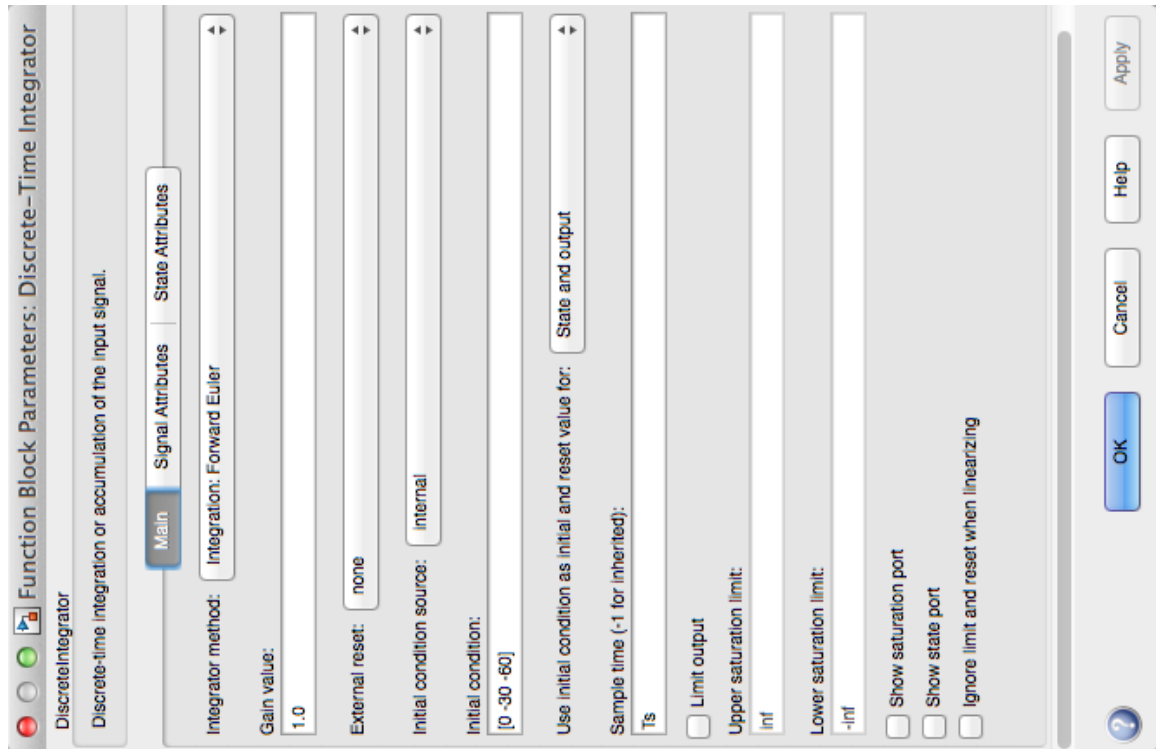 Function Block Parameters: Discrete-Time Integrator
DiscreteIntegrator
Discrete-time integration or accumulation of the input signal.
Main Signal Attributes State Attributes
Integrator method: Integration: Forward Euler
Gain value:
1.0
External reset: none
Initial condition source: internal
Initial condition:
[0 -30 -60]
Use initial condition as initial and reset value for: State and output
Sample time (-1 for inherited):
Ts
Limit output
Upper saturation limit:
inf
Lower saturation limit:
-inf
Show saturation port
Show state port
Ignore limit and reset when linearizing
? OK Cancel Help Apply